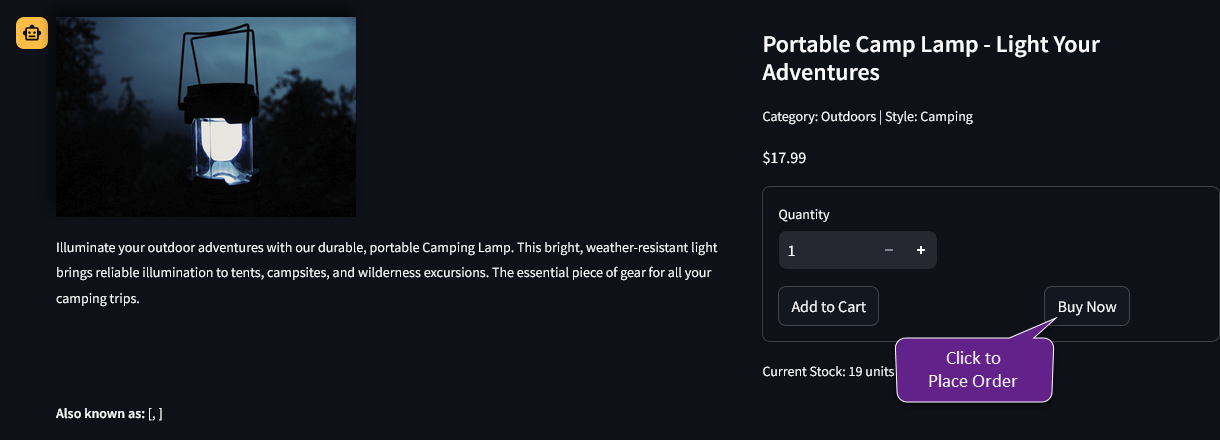 Portable Camp Lamp - Light Your
Adventures
Category: Outdoors | Style: Camping
$17.99
Quantity
1
Add to Cart
Buy Now
Click to
Place Order
Current Stock: 19 units
Illuminate your outdoor adventures with our durable, portable Camping Lamp. This bright, weather-resistant light
brings reliable illumination to tents, campsites, and wilderness excursions. The essential piece of gear for all your
camping trips.
Also known as: [, ]